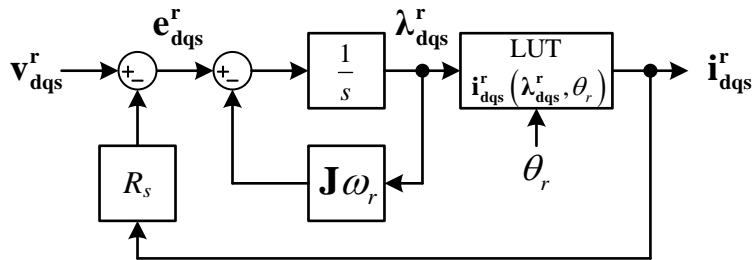 v^r_dqs
+
−
e^r_dqs
+
−
1/s
λ^r_dqs
LUT
i^r_dqs (λ^r_dqs, θ_r)
i^r_dqs
R_s
Jω_r
θ_r